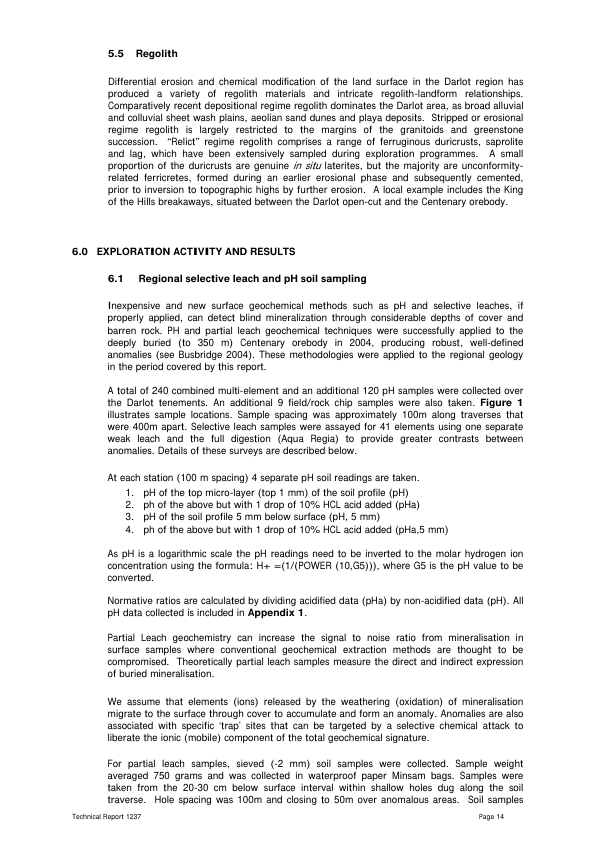 5.5 Regolith
Differential erosion and chemical modification of the land surface in the Darlot region has
produced a variety of regolith materials and intricate regolith-landform relationships.
Comparatively recent depositional regime regolith dominates the Darlot area, as broad alluvial
and colluvial sheet wash plains, aeolian sand dunes and playa deposits. Stripped or erosional
regime regolith is largely restricted to the margins of the granitoids and greenstone
succession. “Relict” regime regolith comprises a range of ferruginous duricrusts, saprolite
and lag, which have been extensively sampled during exploration programmes. A small
proportion of the duricrusts are genuine in situ laterites, but the majority are unconformity-
related ferricretes, formed during an earlier erosional phase and subsequently cemented,
prior to inversion to topographic highs by further erosion. A local example includes the King
of the Hills breakaways, situated between the Darlot open-cut and the Centenary orebody.
6.0 EXPLORATION ACTIVITY AND RESULTS
6.1 Regional selective leach and pH soil sampling
Inexpensive and new surface geochemical methods such as pH and selective leaches, if
properly applied, can detect blind mineralization through considerable depths of cover and
barren rock. PH and partial leach geochemical techniques were successfully applied to the
deeply buried (to 350 m) Centenary orebody in 2004, producing robust, well-defined
anomalies (see Busbridge 2004). These methodologies were applied to the regional geology
in the period covered by this report.
A total of 240 combined multi-element and an additional 120 pH samples were collected over
the Darlot tenements. An additional 9 field/rock chip samples were also taken. Figure 1
illustrates sample locations. Sample spacing was approximately 100m along traverses that
were 400m apart. Selective leach samples were assayed for 41 elements using one separate
weak leach and the full digestion (Aqua Regia) to provide greater contrasts between
anomalies. Details of these surveys are described below.
At each station (100 m spacing) 4 separate pH soil readings are taken.
1. pH of the top micro-layer (top 1 mm) of the soil profile (pH)
2. ph of the above but with 1 drop of 10% HCL acid added (pHa)
3. pH of the soil profile 5 mm below surface (pH, 5 mm)
4. ph of the above but with 1 drop of 10% HCL acid added (pHa,5 mm)
As pH is a logarithmic scale the pH readings need to be inverted to the molar hydrogen ion
concentration using the formula: H+ =(1/(POWER (10,G5))), where G5 is the pH value to be
converted.
Normative ratios are calculated by dividing acidified data (pHa) by non-acidified data (pH). All
pH data collected is included in Appendix 1.
Partial Leach geochemistry can increase the signal to noise ratio from mineralisation in
surface samples where conventional geochemical extraction methods are thought to be
compromised. Theoretically partial leach samples measure the direct and indirect expression
of buried mineralisation.
We assume that elements (ions) released by the weathering (oxidation) of mineralisation
migrate to the surface through cover to accumulate and form an anomaly. Anomalies are also
associated with specific ‘trap’ sites that can be targeted by a selective chemical attack to
liberate the ionic (mobile) component of the total geochemical signature.
For partial leach samples, sieved (-2 mm) soil samples were collected. Sample weight
averaged 750 grams and was collected in waterproof paper Minsam bags. Samples were
taken from the 20-30 cm below surface interval within shallow holes dug along the soil
traverse. Hole spacing was 100m and closing to 50m over anomalous areas. Soil samples
Technical Report 1237 Page 14